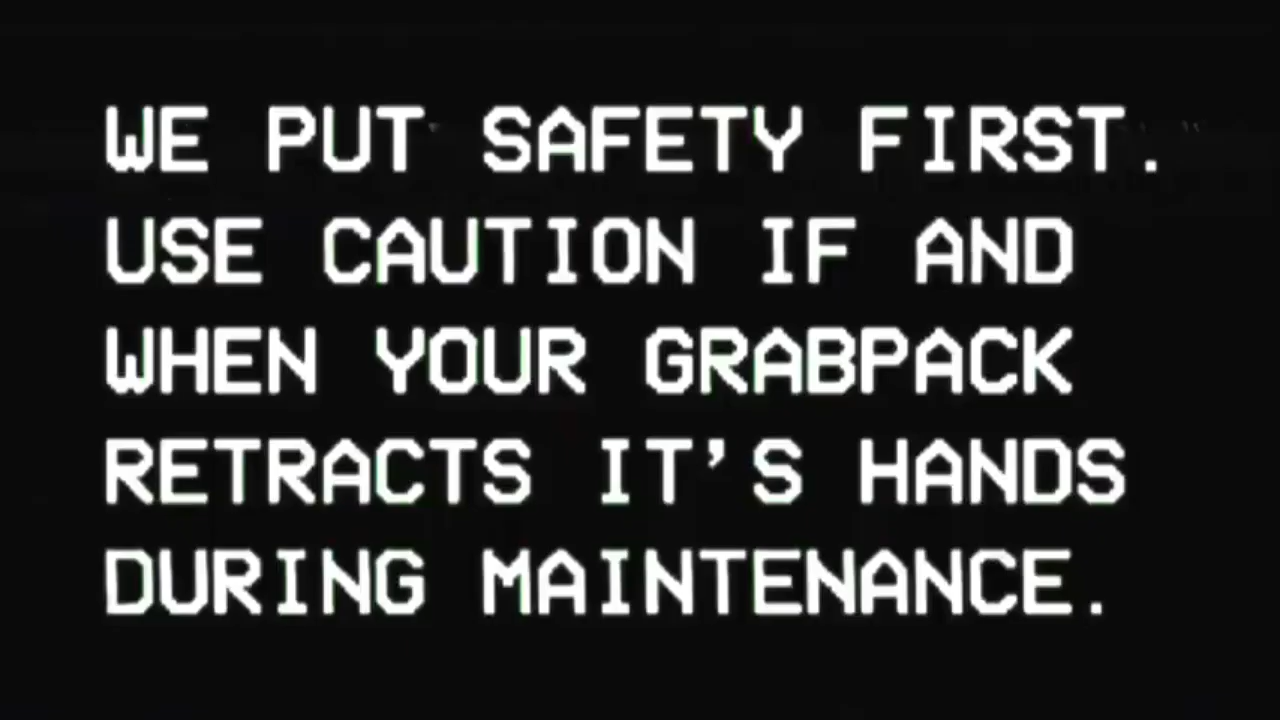 WE PUT SAFETY FIRST.
USE CAUTION IF AND
WHEN YOUR GRABPACK
RETRACTS IT’S HANDS
DURING MAINTENANCE.